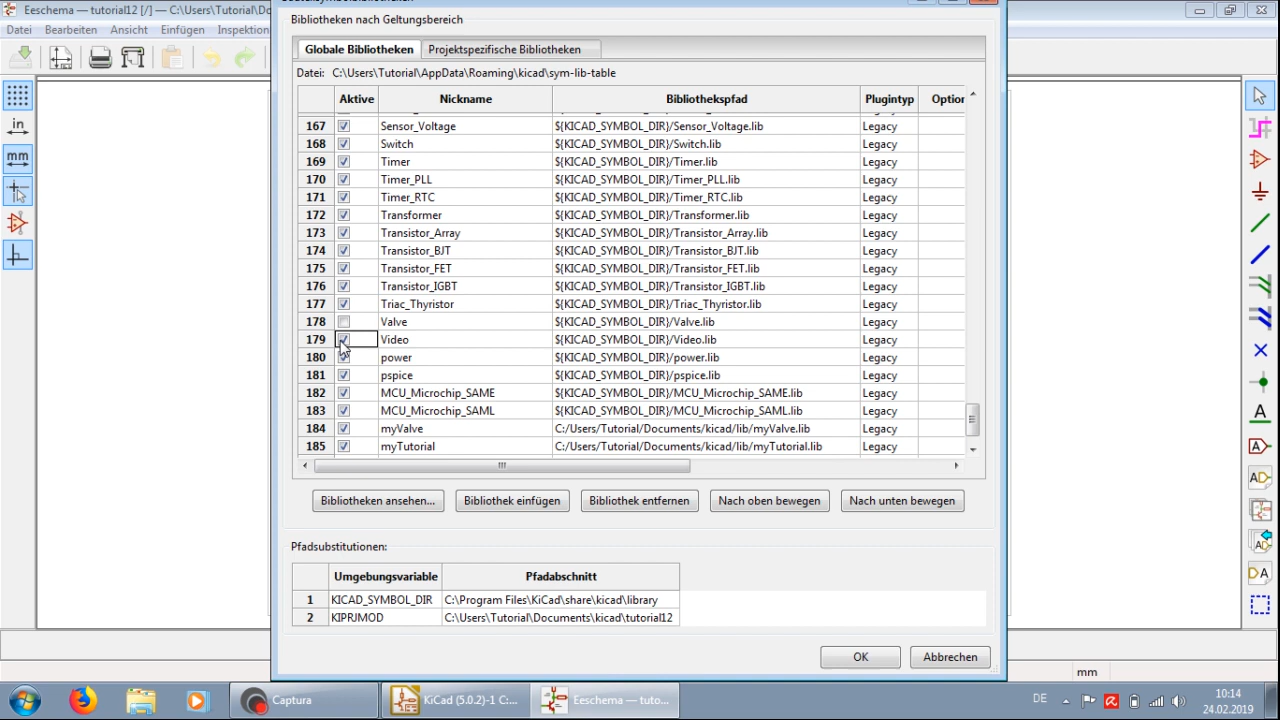 Eeschema — tutorial12 [/] — C:\Users\Tutorial\Do
Datei Bearbeiten Ansicht Einfügen Inspektion
Bibliotheken nach Geltungsbereich
Globale Bibliotheken Projektspezifische Bibliotheken
Datei: C:\Users\Tutorial\AppData\Roaming\kicad\sym-lib-table
Aktive Nickname Bibliothekspfad Plugintyp Option
167 Sensor_Voltage ${KICAD_SYMBOL_DIR}/Sensor_Voltage.lib Legacy
168 Switch ${KICAD_SYMBOL_DIR}/Switch.lib Legacy
169 Timer ${KICAD_SYMBOL_DIR}/Timer.lib Legacy
170 Timer_PLL ${KICAD_SYMBOL_DIR}/Timer_PLL.lib Legacy
171 Timer_RTC ${KICAD_SYMBOL_DIR}/Timer_RTC.lib Legacy
172 Transformer ${KICAD_SYMBOL_DIR}/Transformer.lib Legacy
173 Transistor_Array ${KICAD_SYMBOL_DIR}/Transistor_Array.lib Legacy
174 Transistor_BJT ${KICAD_SYMBOL_DIR}/Transistor_BJT.lib Legacy
175 Transistor_FET ${KICAD_SYMBOL_DIR}/Transistor_FET.lib Legacy
176 Transistor_IGBT ${KICAD_SYMBOL_DIR}/Transistor_IGBT.lib Legacy
177 Triac_Thyristor ${KICAD_SYMBOL_DIR}/Triac_Thyristor.lib Legacy
178 Valve ${KICAD_SYMBOL_DIR}/Valve.lib Legacy
179 Video ${KICAD_SYMBOL_DIR}/Video.lib Legacy
180 power ${KICAD_SYMBOL_DIR}/power.lib Legacy
181 pspice ${KICAD_SYMBOL_DIR}/pspice.lib Legacy
182 MCU_Microchip_SAME ${KICAD_SYMBOL_DIR}/MCU_Microchip_SAME.lib Legacy
183 MCU_Microchip_SAML ${KICAD_SYMBOL_DIR}/MCU_Microchip_SAML.lib Legacy
184 myValve C:/Users/Tutorial/Documents/kicad/lib/myValve.lib Legacy
185 myTutorial C:/Users/Tutorial/Documents/kicad/lib/myTutorial.lib Legacy
Bibliotheken ansehen... Bibliothek einfügen Bibliothek entfernen Nach oben bewegen Nach unten bewegen
Pfadsubstitutionen:
Umgebungsvariable Pfadabschnitt
1 KICAD_SYMBOL_DIR C:\Program Files\KiCad\share\kicad\library
2 KIPRJMOD C:\Users\Tutorial\Documents\kicad\tutorial12
OK Abbrechen
in
mm
mm
Captura KiCad (5.0.2)-1 C:... Eeschema — tuto... DE 10:14
24.02.2019